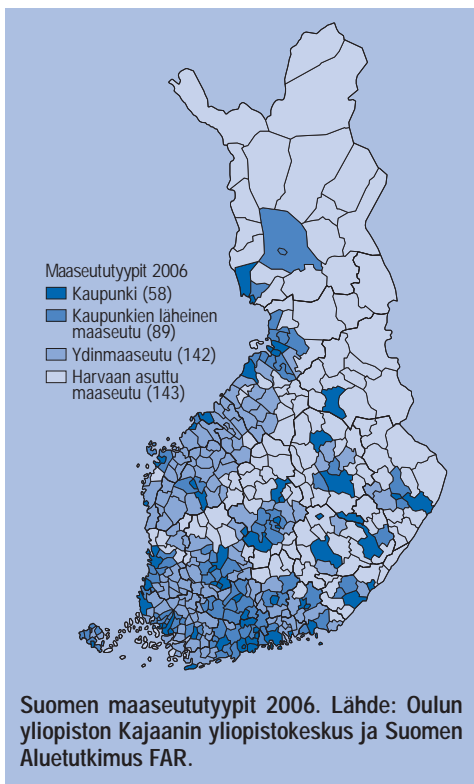 Maaseututyypit 2006
Kaupunki (58)
Kaupunkien läheinen
maaseutu (89)
Ydinmaaseutu (142)
Harvaan asuttu
maaseutu (143)
Suomen maaseututyypit 2006. Lähde: Oulun
yliopiston Kajaanin yliopistokeskus ja Suomen
Aluetutkimus FAR.